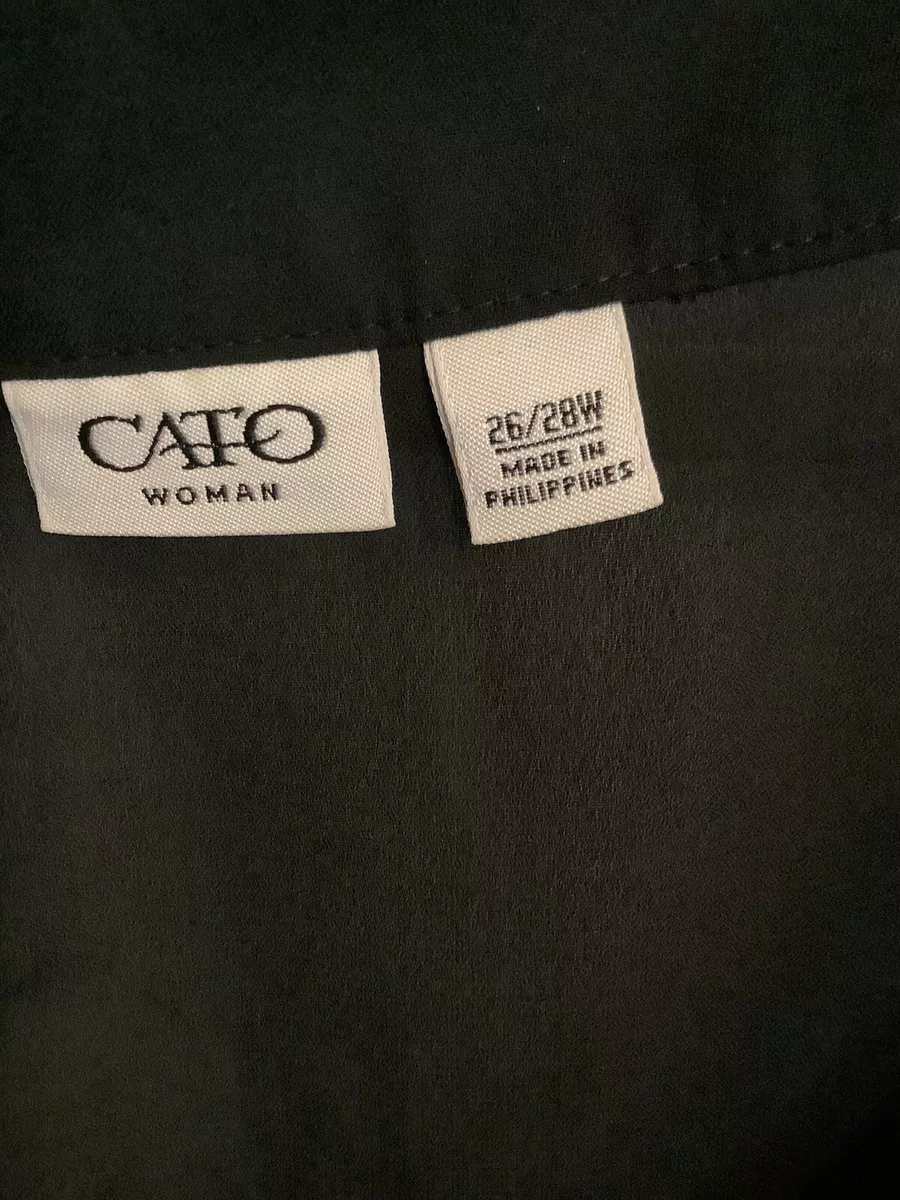 CATO
WOMAN
26/28W
MADE IN
PHILIPPINES